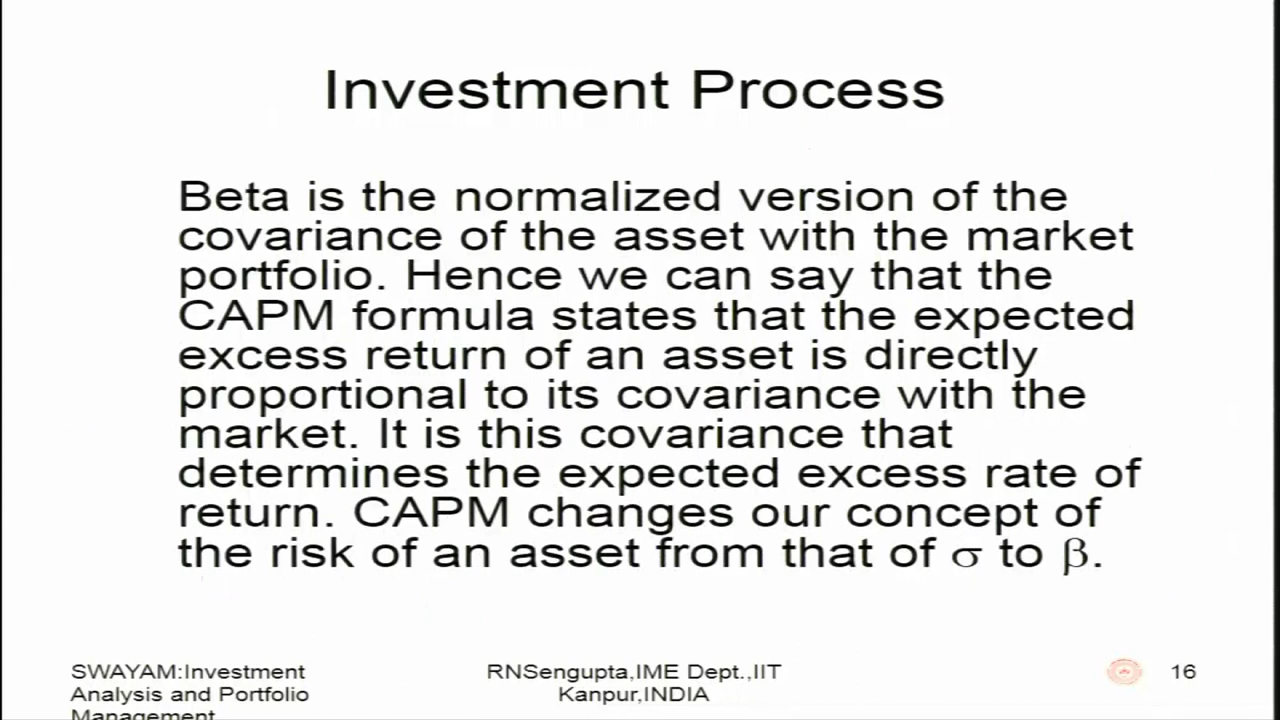 Investment Process
Beta is the normalized version of the
covariance of the asset with the market
portfolio. Hence we can say that the
CAPM formula states that the expected
excess return of an asset is directly
proportional to its covariance with the
market. It is this covariance that
determines the expected excess rate of
return. CAPM changes our concept of
the risk of an asset from that of σ to β.
SWAYAM:Investment
Analysis and Portfolio
Management
RNSengupta,IME Dept.,IIT
Kanpur,INDIA
16